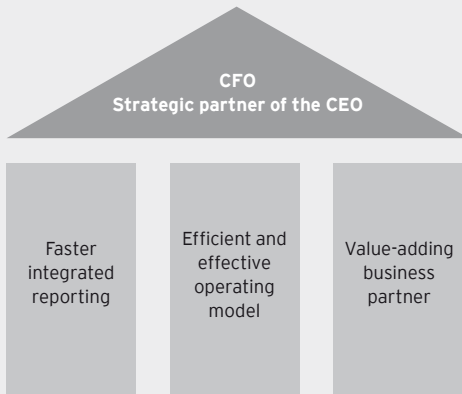 CFO
Strategic partner of the CEO
Faster
integrated
reporting
Efficient and
effective
operating
model
Value-adding
business
partner